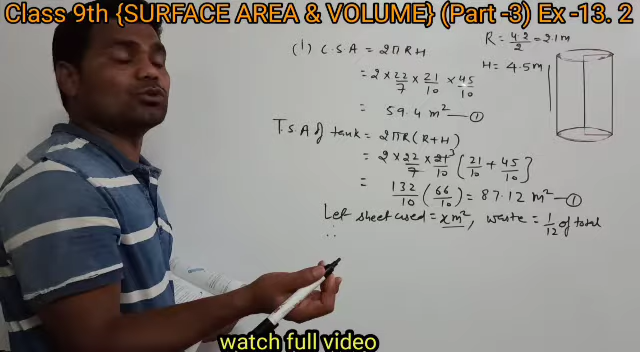 Class 9th {SURFACE AREA & VOLUME} (Part -3) Ex -13. 2
(1) C.S.A = 2πRH
= 2 × 22/7 × 21/10 × 45/10
= 59.4 m² — ①
R = 4.2/2 = 2.1m
H = 4.5m
T.S.A of tank = 2πR(R+H)
= 2 × 22/7 × 21³/10 (21/10 + 45/10)
= 132/10 (66/10) = 87.12 m² — ①
Let sheet used = x m², waste = 1/12 of total
∴
watch full video